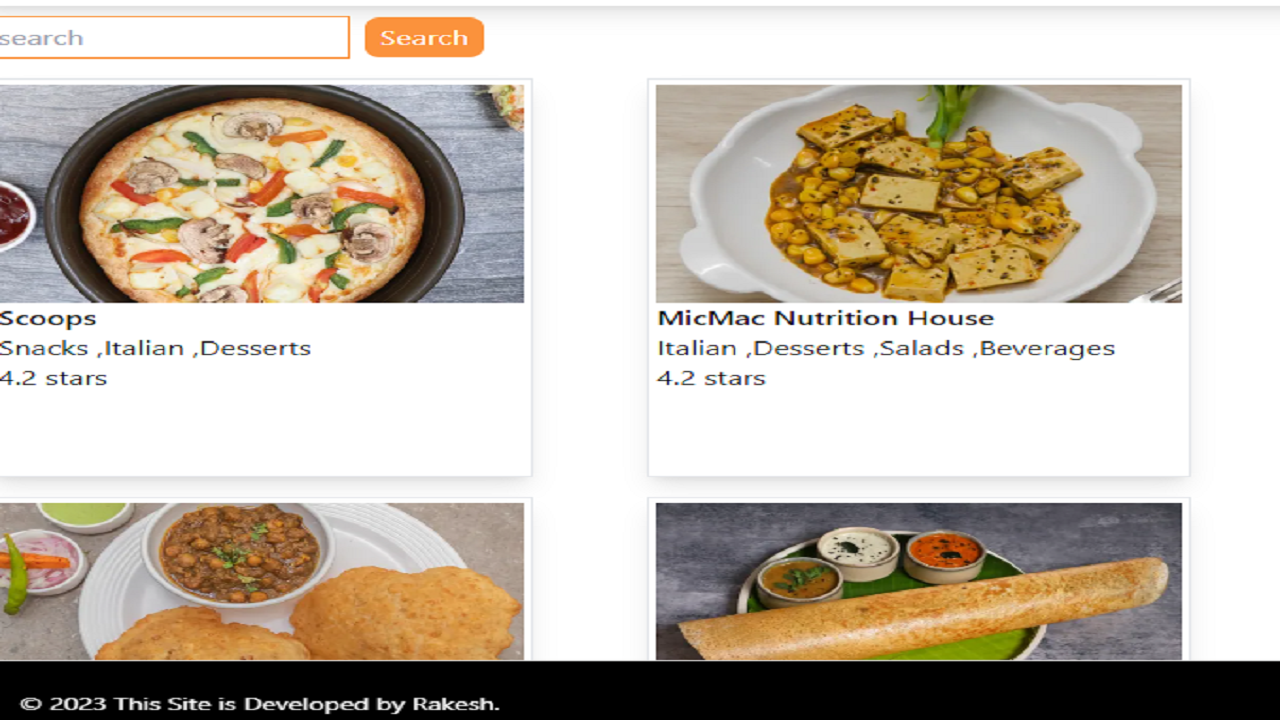 search
Search
Scoops
Snacks ,Italian ,Desserts
4.2 stars
MicMac Nutrition House
Italian ,Desserts ,Salads ,Beverages
4.2 stars
© 2023 This Site is Developed by Rakesh.